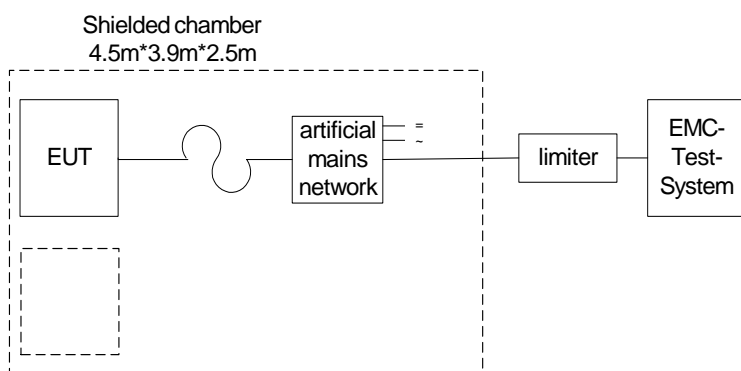 Shielded chamber
4.5m*3.9m*2.5m
EUT
artificial
mains
network
=
~
limiter
EMC-
Test-
System